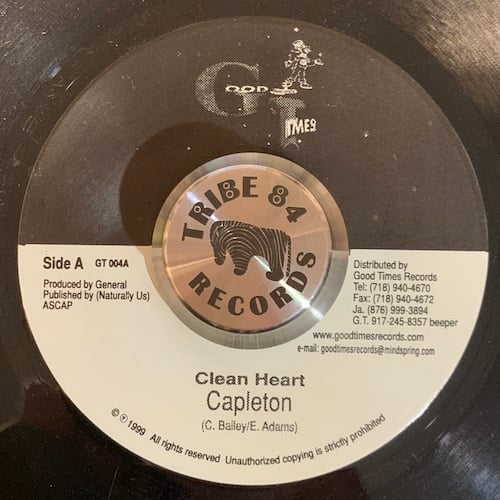 GOOD
TIMES
TRIBE 84
RECORDS
Side A GT 004A
Produced by General
Published by (Naturally Us)
ASCAP
Distributed by
Good Times Records
Tel: (718) 940-4670
Fax: (718) 940-4672
Ja. (876) 999-3894
G.T. 917-245-8357 beeper
www.goodtimesrecords.com
e-mail: goodtimesrecords@mindspring.com
Clean Heart
Capleton
(C. Bailey/E. Adams)
©℗1999 All rights reserved Unauthorized copying is strictly prohibited